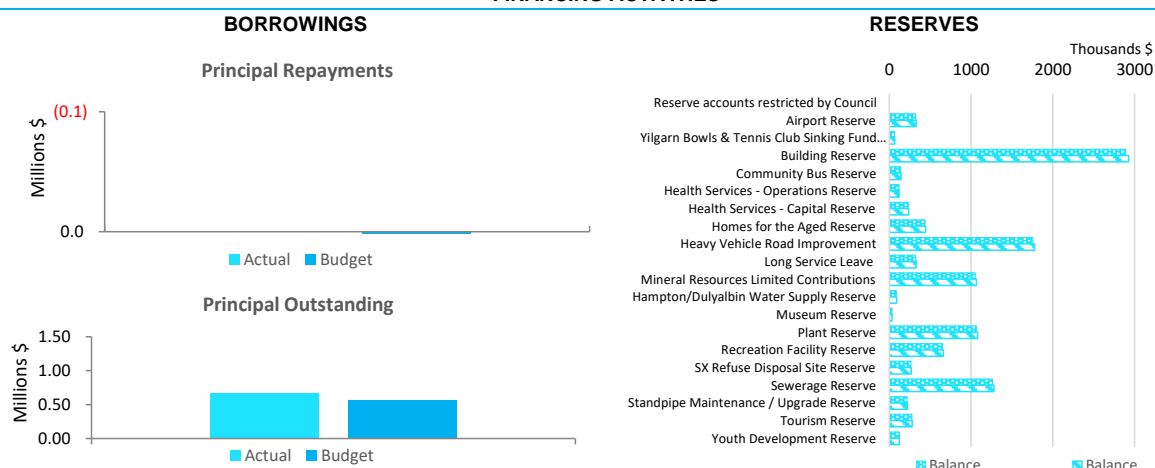 BORROWINGS
Principal Repayments
(0.1)
Millions $
0.0
Actual Budget
Principal Outstanding
1.50
1.00
0.50
0.00
Millions $
Actual Budget
RESERVES
Thousands $
0 1000 2000 3000
Reserve accounts restricted by Council
Airport Reserve
Yilgarn Bowls & Tennis Club Sinking Fund...
Building Reserve
Community Bus Reserve
Health Services - Operations Reserve
Health Services - Capital Reserve
Homes for the Aged Reserve
Heavy Vehicle Road Improvement
Long Service Leave
Mineral Resources Limited Contributions
Hampton/Dulyalbin Water Supply Reserve
Museum Reserve
Plant Reserve
Recreation Facility Reserve
SX Refuse Disposal Site Reserve
Sewerage Reserve
Standpipe Maintenance / Upgrade Reserve
Tourism Reserve
Youth Development Reserve
Balance Balance